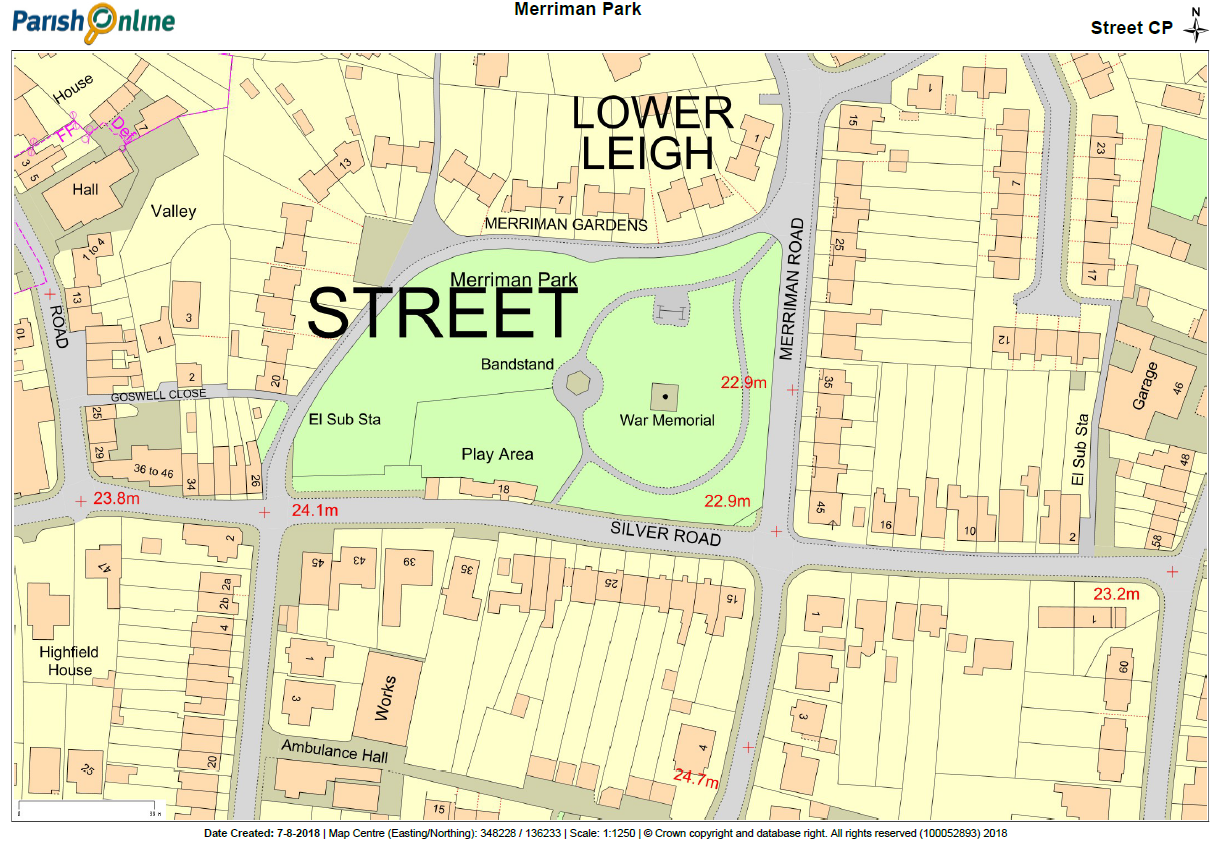 Merriman Park
Parish Online
Street CP
N
House
FF
Def
7
3
5
Hall
Valley
13
LOWER
LEIGH
1
1
15
23
7
7
MERRIMAN GARDENS
1 to 4
25
MERRIMAN ROAD
17
Merriman Park
STREET
13
ROAD
10
3
1
2
20
GOSWELL CLOSE
12
Bandstand
22.9m
35
Garage
46
War Memorial
El Sub Sta
El Sub Sta
25
29
Play Area
36 to 46
34
26
18
48
23.8m
24.1m
22.9m
45
16
10
2
58
SILVER ROAD
2
47
45
43
39
35
25
15
2a
2b
4
1
23.2m
1
60
Highfield
House
1
3
Works
3
4
Ambulance Hall
20
25
24.7m
15
0
Date Created: 7-8-2018 | Map Centre (Easting/Northing): 348228 / 136233 | Scale: 1:1250 | © Crown copyright and database right. All rights reserved (100052893) 2018